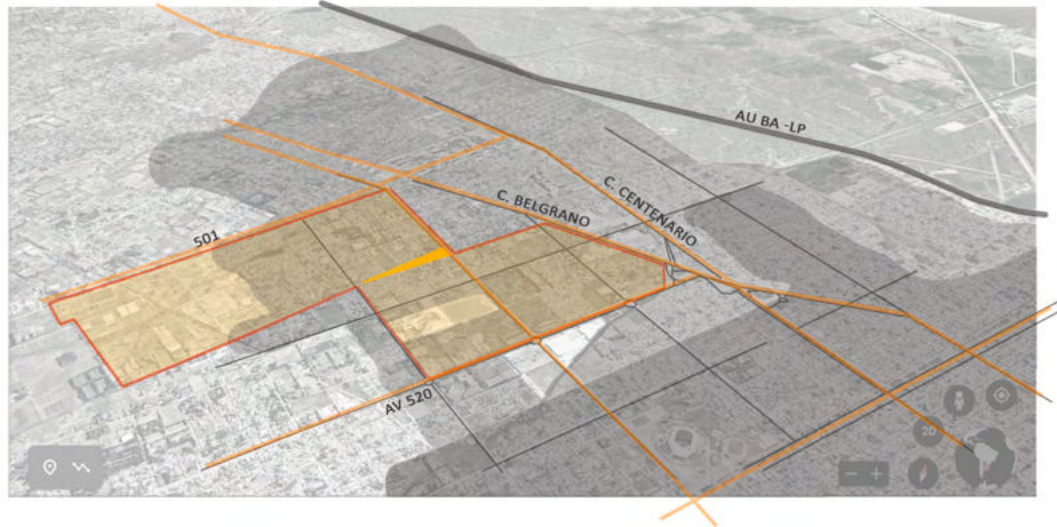 AU BA -LP
C. CENTENARIO
C. BELGRANO
501
AV 520
2D